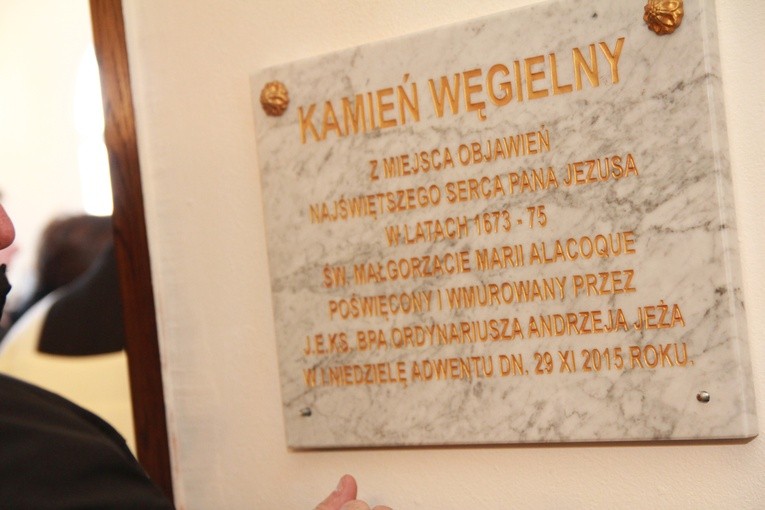 KAMIEŃ WĘGIELNY
Z MIEJSCA OBJAWIEŃ
NAJŚWIĘTSZEGO SERCA PANA JEZUSA
W LATACH 1673 - 75
ŚW. MAŁGORZACIE MARII ALACOQUE
POŚWIĘCONY I WMUROWANY PRZEZ
J.E.KS. BPA ORDYNARIUSZA ANDRZEJA JEŻA
W I NIEDZIELĘ ADWENTU DN. 29 XI 2015 ROKU.